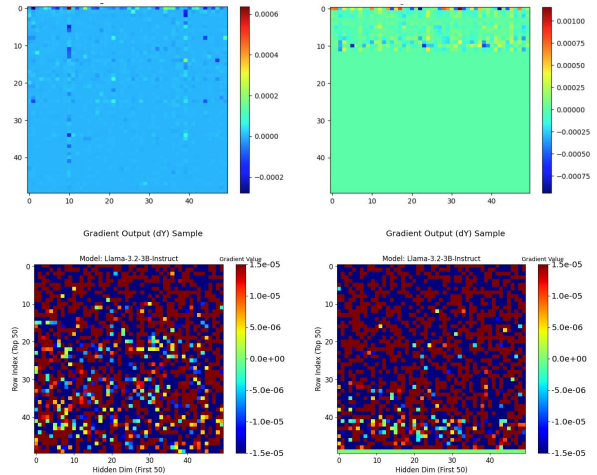 0
10
20
30
40
0 10 20 30 40
0.0006
0.0004
0.0002
0.0000
−0.0002
0
10
20
30
40
0 10 20 30 40
0.00100
0.00075
0.00050
0.00025
0.00000
−0.00025
−0.00050
−0.00075
Gradient Output (dY) Sample
Model: Llama-3.2-3B-Instruct
Gradient Value
Row Index (Top 50)
0
10
20
30
40
0 10 20 30 40
Hidden Dim (First 50)
1.5e-05
1.0e-05
5.0e-06
0.0e+00
−5.0e-06
−1.0e-05
−1.5e-05
Gradient Output (dY) Sample
Model: Llama-3.2-3B-Instruct
Gradient Value
Row Index (Top 50)
0
10
20
30
40
0 10 20 30 40
Hidden Dim (First 50)
1.5e-05
1.0e-05
5.0e-06
0.0e+00
−5.0e-06
−1.0e-05
−1.5e-05